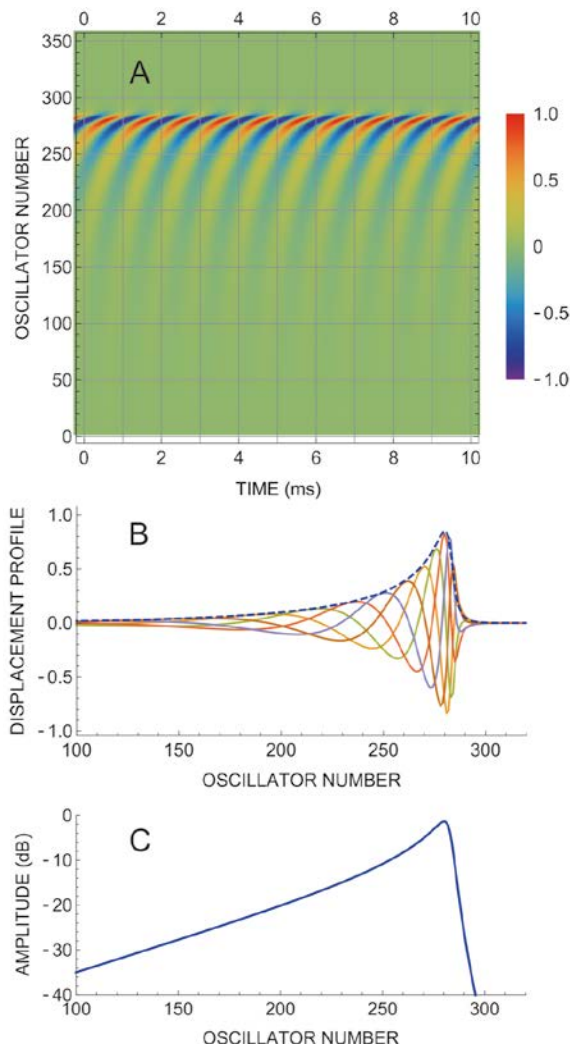 0 2 4 6 8 10
A
350
300
250
200
150
100
50
0
OSCILLATOR NUMBER
0 2 4 6 8 10
TIME (ms)
1.0
0.5
0
-0.5
-1.0
B
1.0
0.5
0.0
-0.5
-1.0
DISPLACEMENT PROFILE
100 150 200 250 300
OSCILLATOR NUMBER
C
0
-10
-20
-30
-40
AMPLITUDE (dB)
100 150 200 250 300
OSCILLATOR NUMBER